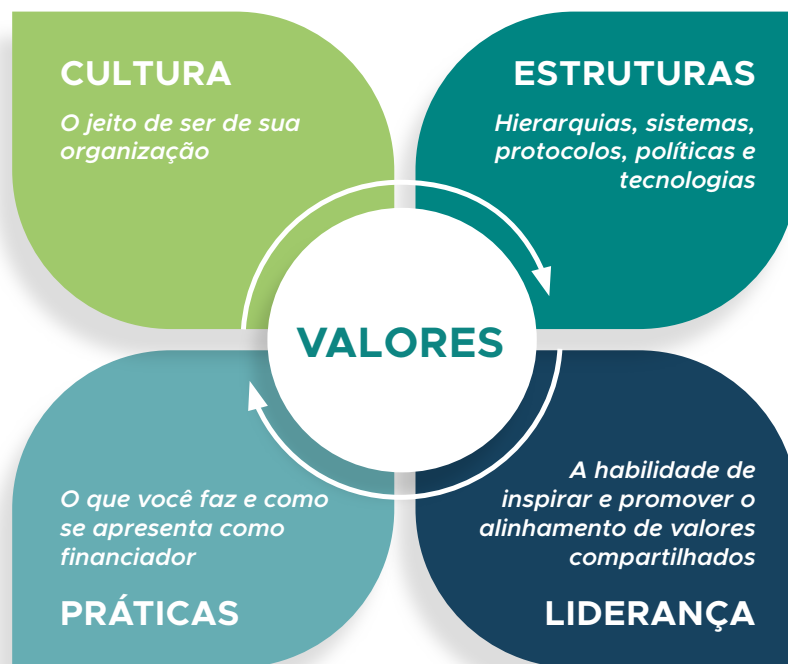 CULTURA
O jeito de ser de sua
organização
ESTRUTURAS
Hierarquias, sistemas,
protocolos, políticas e
tecnologias
VALORES
O que você faz e como
se apresenta como
financiador
PRÁTICAS
A habilidade de
inspirar e promover o
alinhamento de valores
compartilhados
LIDERANÇA